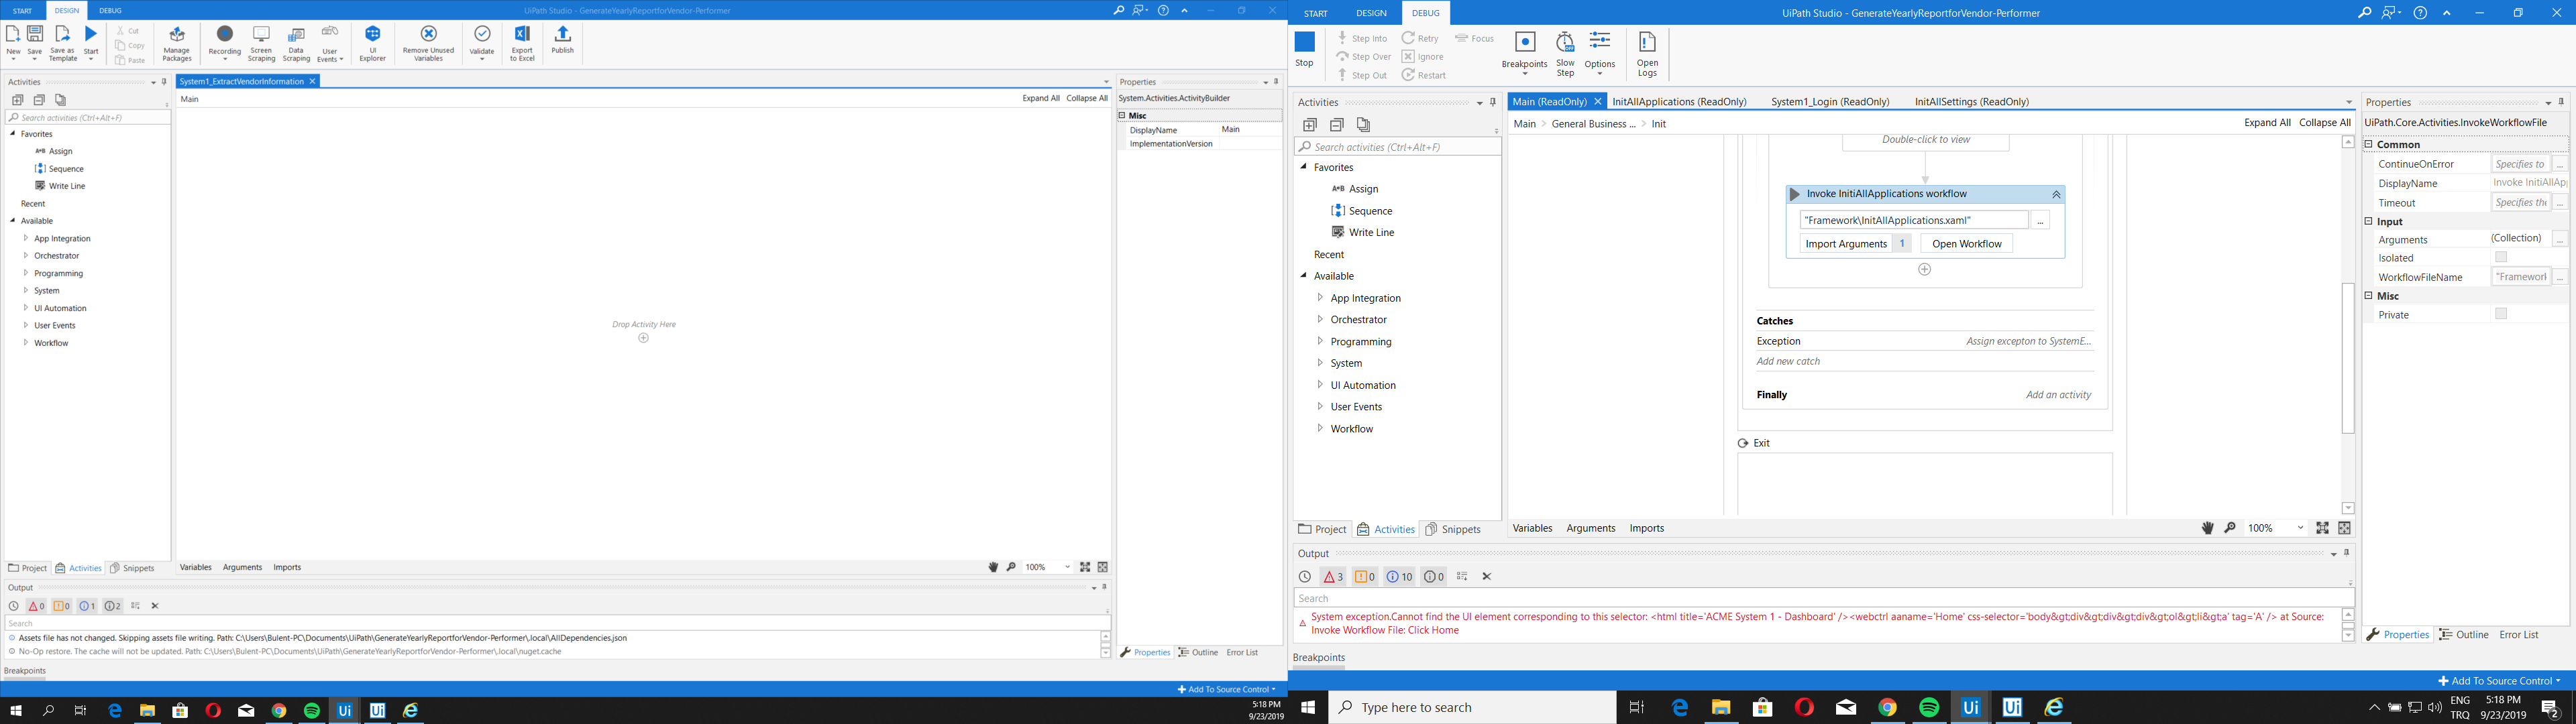 START DESIGN DEBUG
UiPath Studio - GenerateYearlyReportforVendor-Performer
New Save Save as Template Start
Cut
Copy
Paste
Manage Packages
Recording
Screen Scraping
Data Scraping
User Events
UI Explorer
Remove Unused Variables
Validate
Export to Excel
Publish
Activities
System1_ExtractVendorInformation
Main
Expand All Collapse All
Search activities (Ctrl+Alt+F)
Favorites
Assign
Sequence
Write Line
Recent
Available
App Integration
Orchestrator
Programming
System
UI Automation
User Events
Workflow
Drop Activity Here
Properties
System.Activities.ActivityBuilder
Misc
DisplayName Main
ImplementationVersion
Project Activities Snippets
Variables Arguments Imports
100%
Output
0 0 1 2
Search
Assets file has not changed. Skipping assets file writing. Path: C:\Users\Bulent-PC\Documents\UiPath\GenerateYearlyReportforVendor-Performer\.local\AllDependencies.json
No-Op restore. The cache will not be updated. Path: C:\Users\Bulent-PC\Documents\UiPath\GenerateYearlyReportforVendor-Performer\.local\nuget.cache
Properties Outline Error List
Breakpoints
Add To Source Control
5:18 PM
9/23/2019
START DESIGN DEBUG
UiPath Studio - GenerateYearlyReportforVendor-Performer
Stop
Step Into
Step Over
Step Out
Retry
Ignore
Restart
Focus
Breakpoints
Slow Step
Options
Open Logs
Activities
Main (ReadOnly) InitAllApplications (ReadOnly) System1_Login (ReadOnly) InitAllSettings (ReadOnly)
Main > General Business ... > Init
Expand All Collapse All
Search activities (Ctrl+Alt+F)
Favorites
Assign
Sequence
Write Line
Recent
Available
App Integration
Orchestrator
Programming
System
UI Automation
User Events
Workflow
Double-click to view
Invoke InitiAllApplications workflow
"Framework\InitAllApplications.xaml" ...
Import Arguments 1 Open Workflow
Catches
Exception Assign excepton to SystemE...
Add new catch
Finally Add an activity
Exit
Properties
UiPath.Core.Activities.InvokeWorkflowFile
Common
ContinueOnError Specifies to ...
DisplayName Invoke InitiAllAp
Timeout Specifies the ...
Input
Arguments (Collection) ...
Isolated
WorkflowFileName "Framework ...
Misc
Private
Project Activities Snippets
Variables Arguments Imports
100%
Output
3 0 10 0
Search
System exception.Cannot find the UI element corresponding to this selector: <html title='ACME System 1 - Dashboard' /><webctrl aaname='Home' css-selector='body&gt;div&gt;div&gt;div&gt;ol&gt;li&gt;a' tag='A' /> at Source:
Invoke Workflow File: Click Home
Properties Outline Error List
Breakpoints
Add To Source Control
Type here to search
ENG
TRQ
5:18 PM
9/23/2019
2